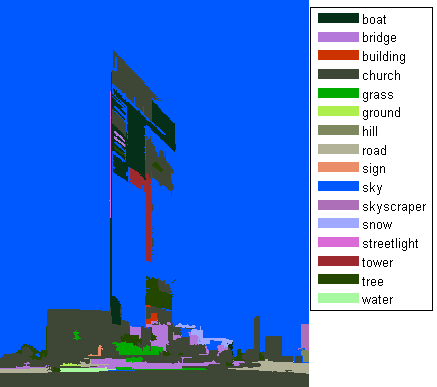 boat
bridge
building
church
grass
ground
hill
road
sign
sky
skyscraper
snow
streetlight
tower
tree
water